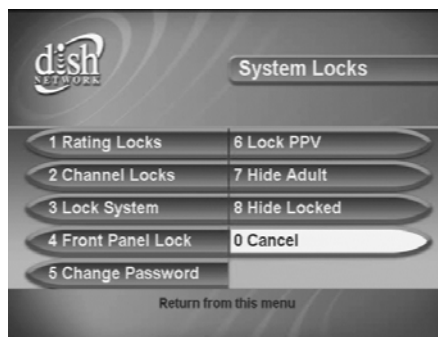 dish
NETWORK
System Locks
1 Rating Locks
2 Channel Locks
3 Lock System
4 Front Panel Lock
5 Change Password
6 Lock PPV
7 Hide Adult
8 Hide Locked
0 Cancel
Return from this menu